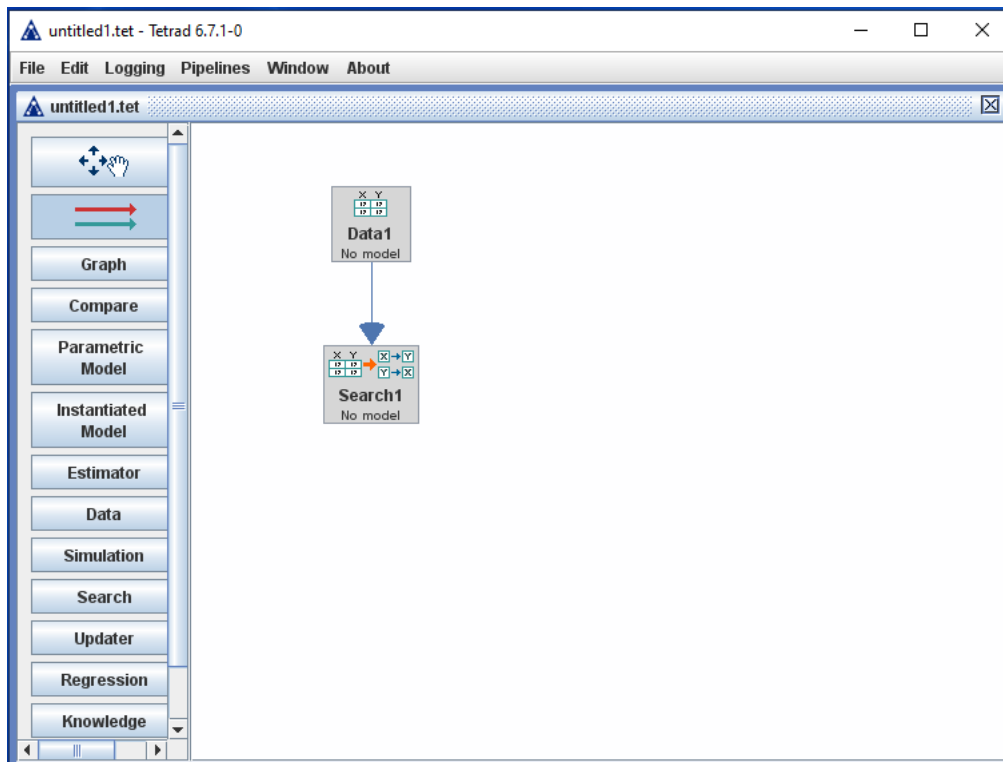 untitled1.tet - Tetrad 6.7.1-0
File Edit Logging Pipelines Window About
untitled1.tet
Graph
Compare
Parametric
Model
Instantiated
Model
Estimator
Data
Simulation
Search
Updater
Regression
Knowledge
X Y
Data1
No model
X Y X Y
Y X
Search1
No model